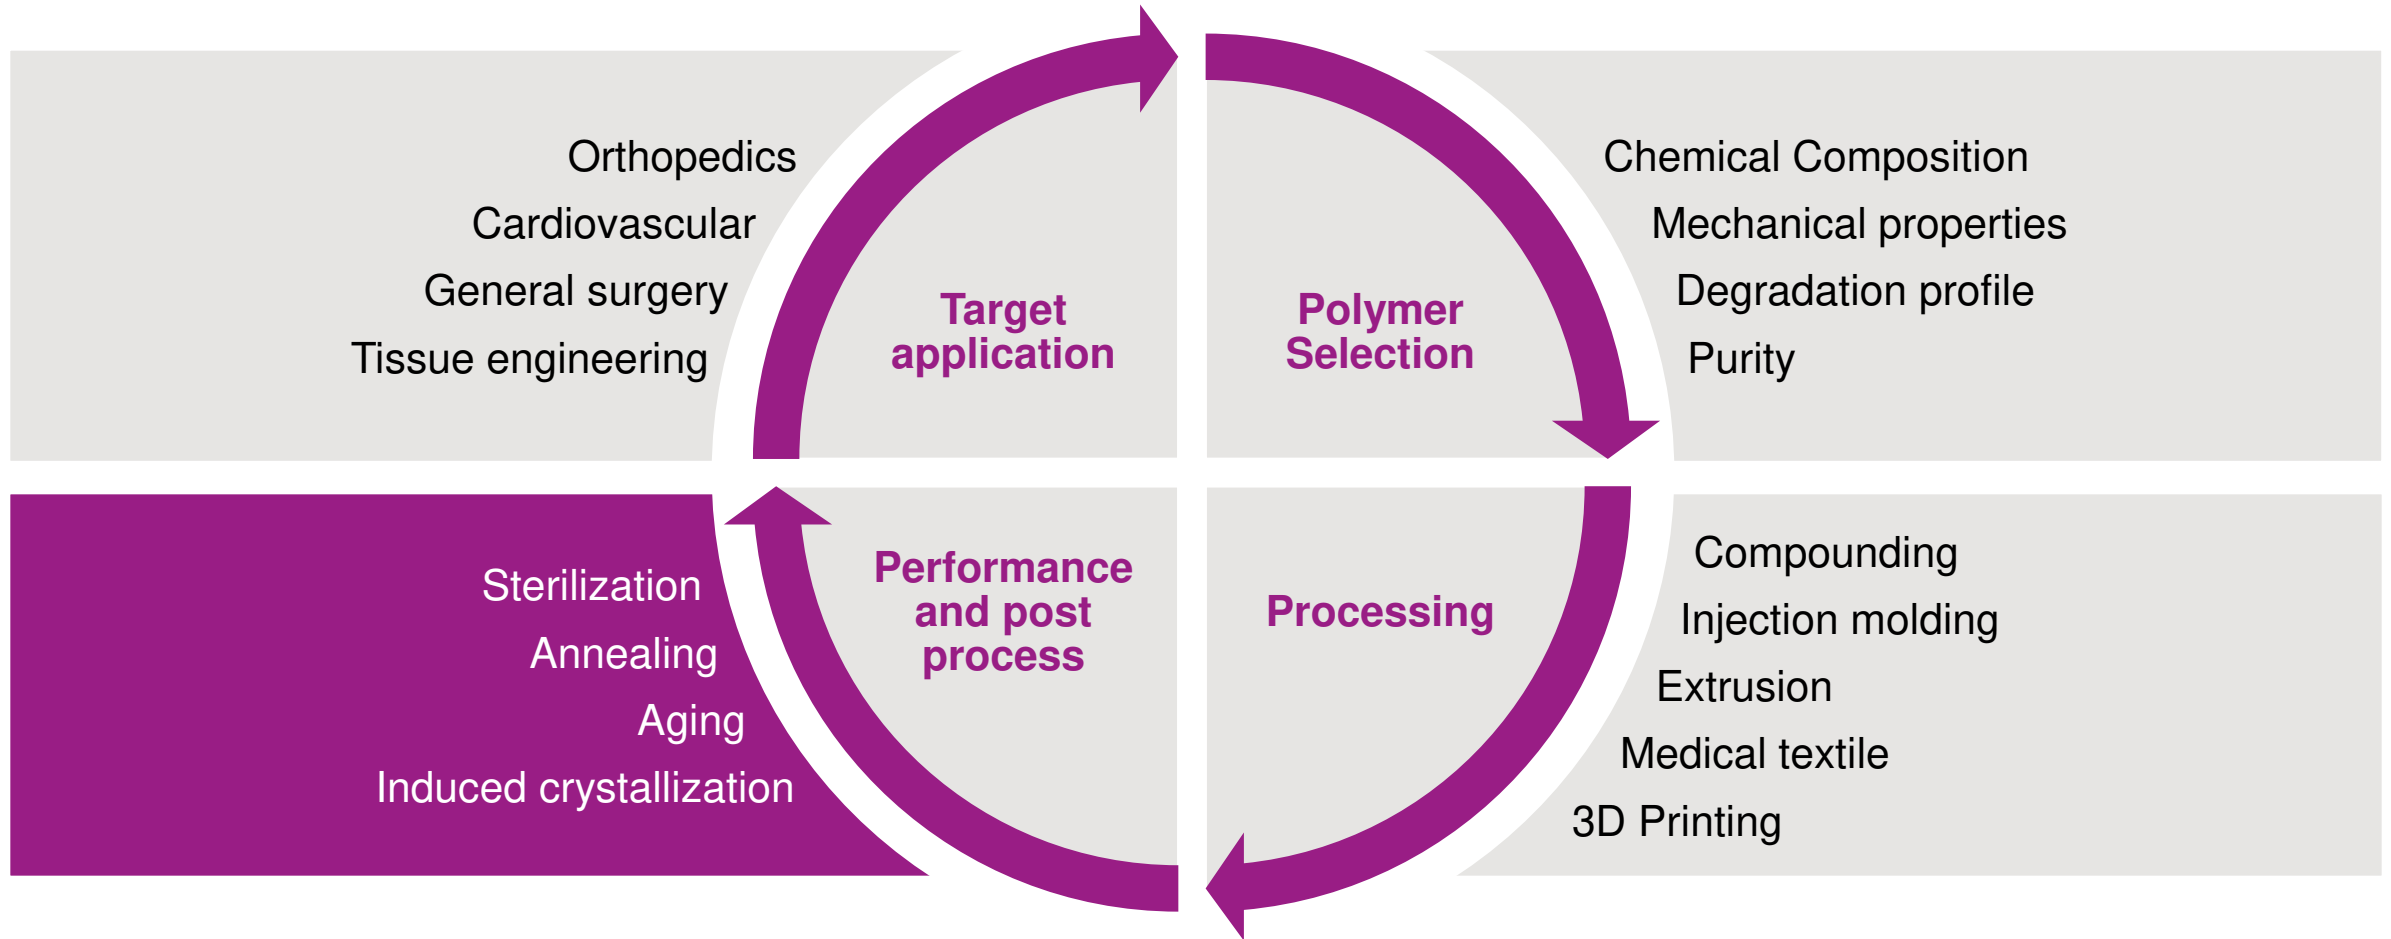 Orthopedics
Cardiovascular
General surgery
Tissue engineering
Target
application
Polymer
Selection
Chemical Composition
Mechanical properties
Degradation profile
Purity
Sterilization
Annealing
Aging
Induced crystallization
Performance
and post
process
Processing
Compounding
Injection molding
Extrusion
Medical textile
3D Printing